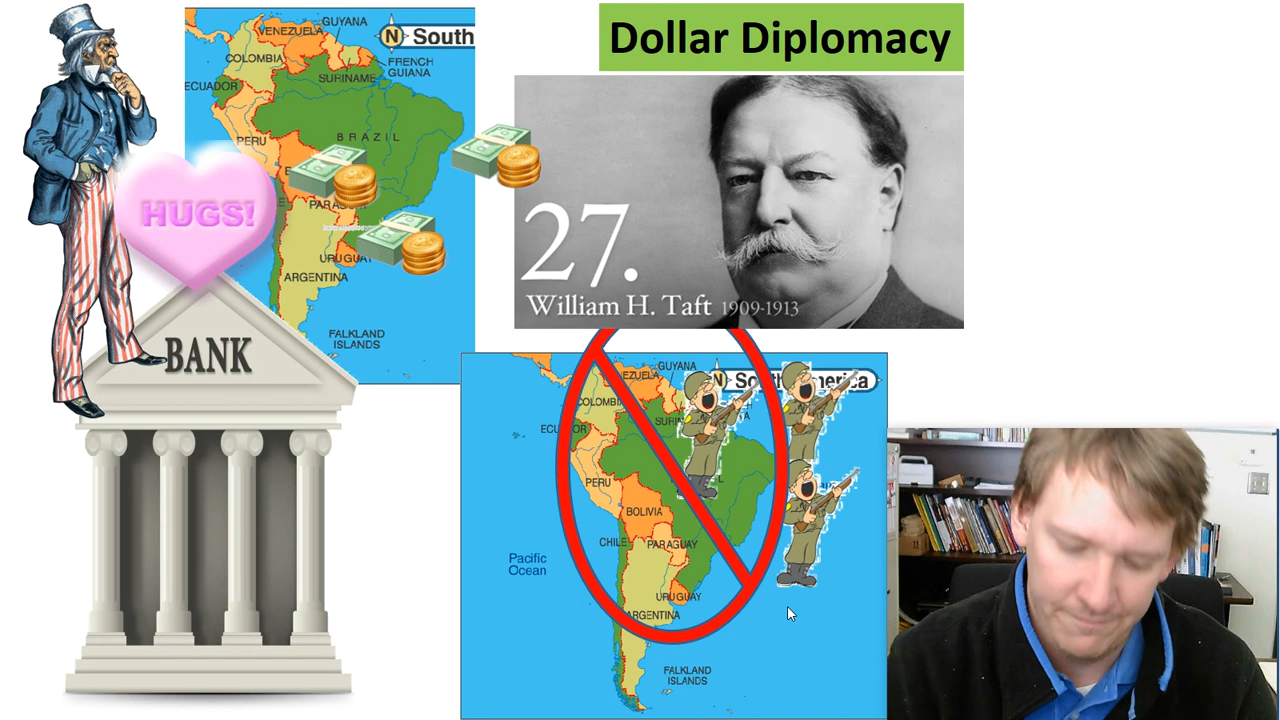 Dollar Diplomacy
GUYANA
VENEZUELA
N South
COLOMBIA
FRENCH
GUIANA
SURINAME
ECUADOR
BRAZIL
PERU
HUGS!
URUGUAY
ARGENTINA
FALKLAND
ISLANDS
BANK
27.
William H. Taft 1909-1913
GUYANA
N
ECUADOR
PERU
BOLIVIA
CHILE
PARAGUAY
Pacific
Ocean
URUGUAY
ARGENTINA
FALKLAND
ISLANDS